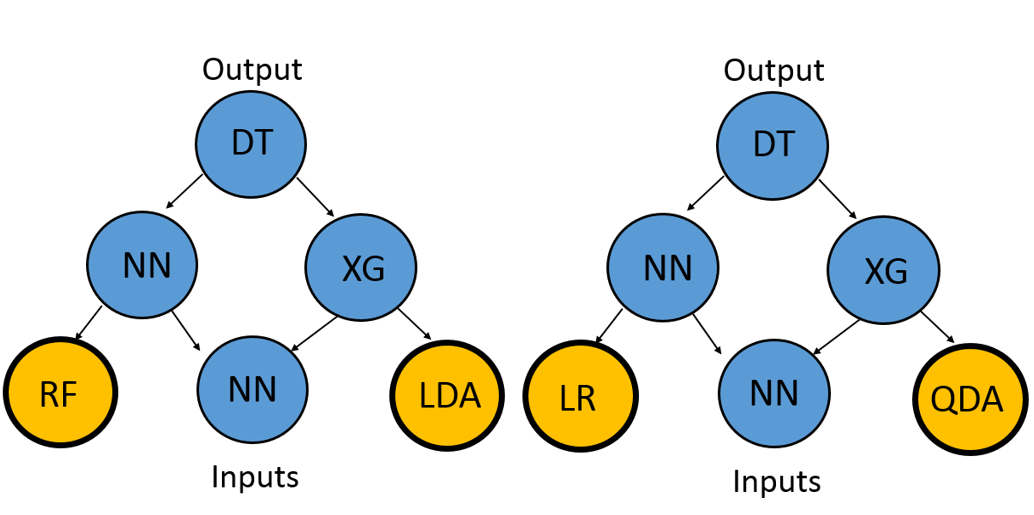 Output
DT
NN
XG
RF
NN
LDA
Inputs
Output
DT
NN
XG
LR
NN
QDA
Inputs